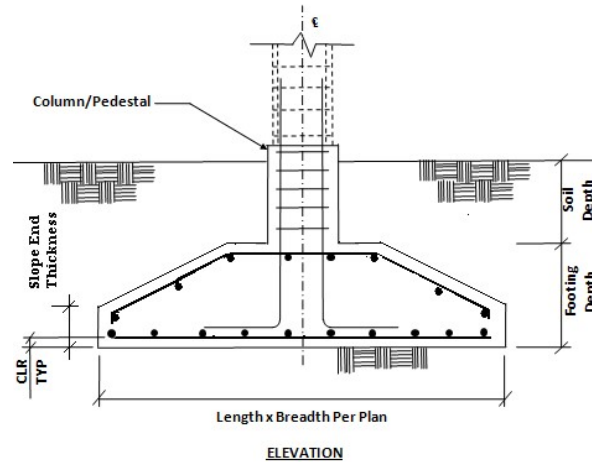 ℄
Column/Pedestal
Soil
Depth
Slope End
Thickness
Footing
Depth
CLR
TYP
Length x Breadth Per Plan
ELEVATION